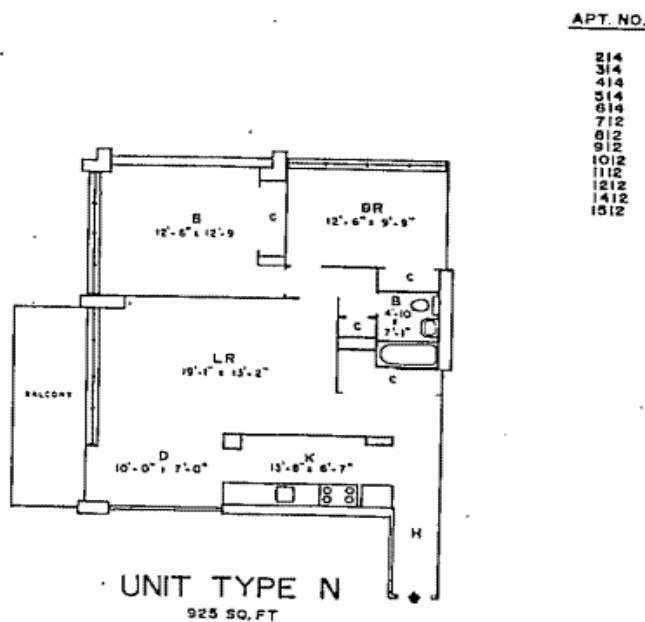 APT. NO.
214
314
414
514
614
712
812
912
1012
1112
1212
1412
1512
B
12'-6" x 12'-9
C
BR
12'-6" x 9'-9"
C
B
4'-10
x
7'-1"
C
LR
19'-1" x 13'-2"
C
BALCONY
D
10'-0" x 7'-0"
K
13'-8" x 6'-7"
H
UNIT TYPE N
925 SQ. FT